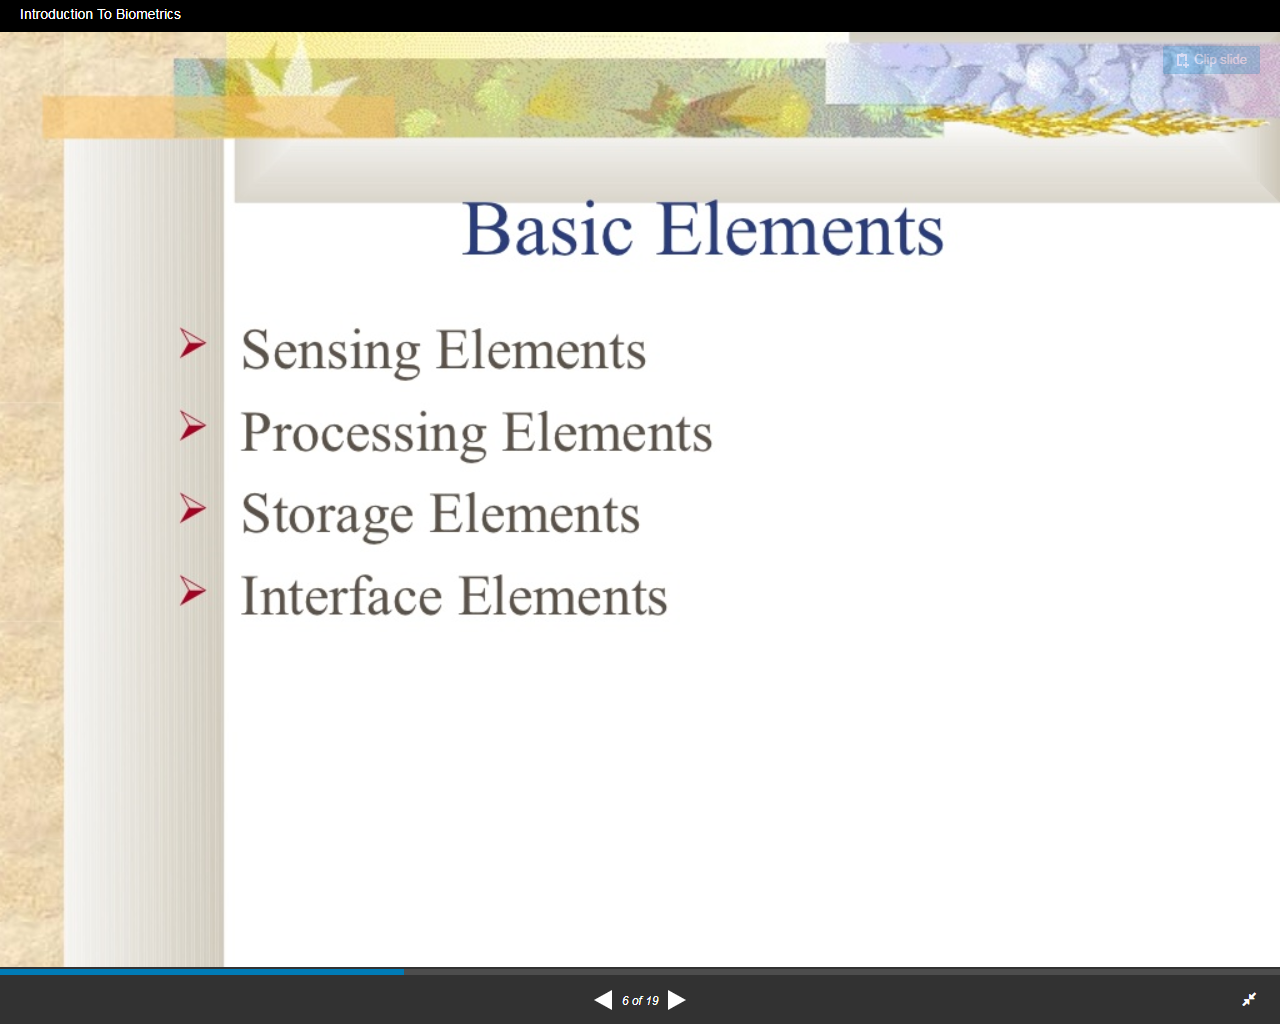 Introduction To Biometrics
Clip slide
Basic Elements
Sensing Elements
Processing Elements
Storage Elements
Interface Elements
6 of 19